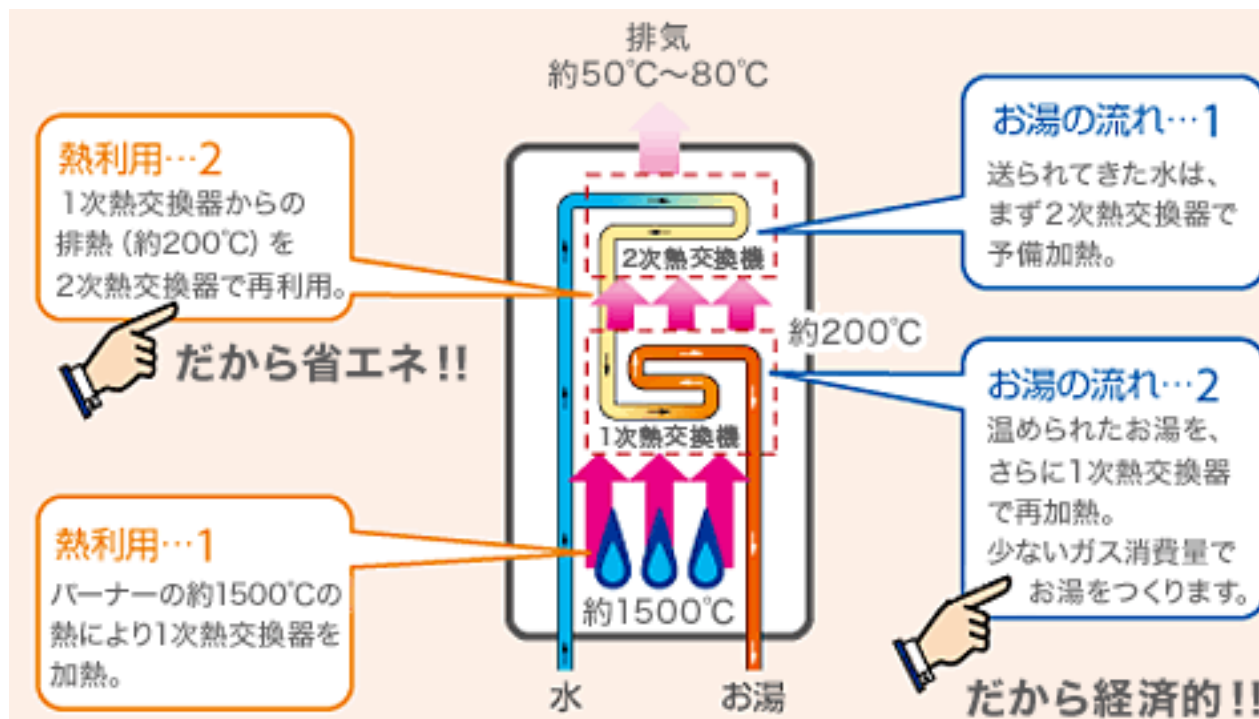 排気
約50℃～80℃
熱利用…2
1次熱交換器からの
排熱（約200℃）を
2次熱交換器で再利用。
だから省エネ!!
お湯の流れ…1
送られてきた水は、
まず2次熱交換器で
予備加熱。
2次熱交換機
約200℃
1次熱交換機
お湯の流れ…2
温められたお湯を、
さらに1次熱交換器
で再加熱。
少ないガス消費量で
お湯をつくります。
だから経済的!!
熱利用…1
バーナーの約1500℃の
熱により1次熱交換器を
加熱。
約1500℃
水
お湯